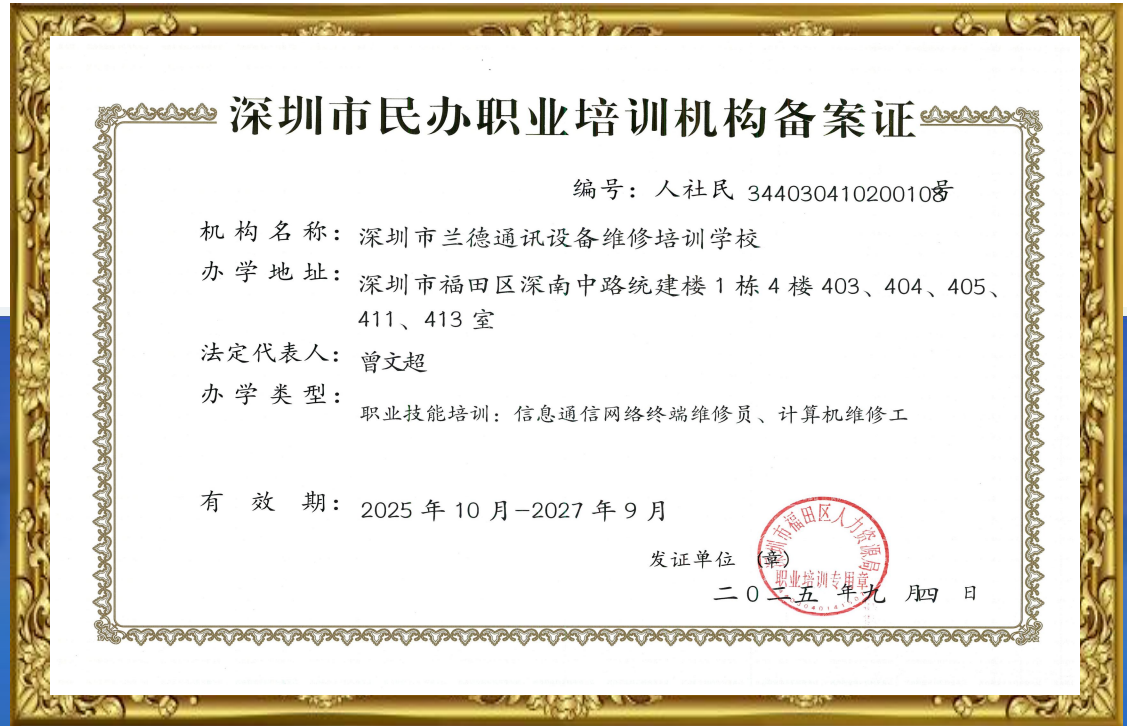 深圳市民办职业培训机构备案证
编号：人社民 344030410200108号
机构名称：深圳市兰德通讯设备维修培训学校
办学地址：深圳市福田区深南中路统建楼1栋4楼403、404、405、
411、413室
法定代表人：曾文超
办学类型：
职业技能培训：信息通信网络终端维修员、计算机维修工
有效期：2025年10月-2027年9月
深圳市福田区人力资源局
发证单位（章）
职业培训专用章
二0二五年九月四日